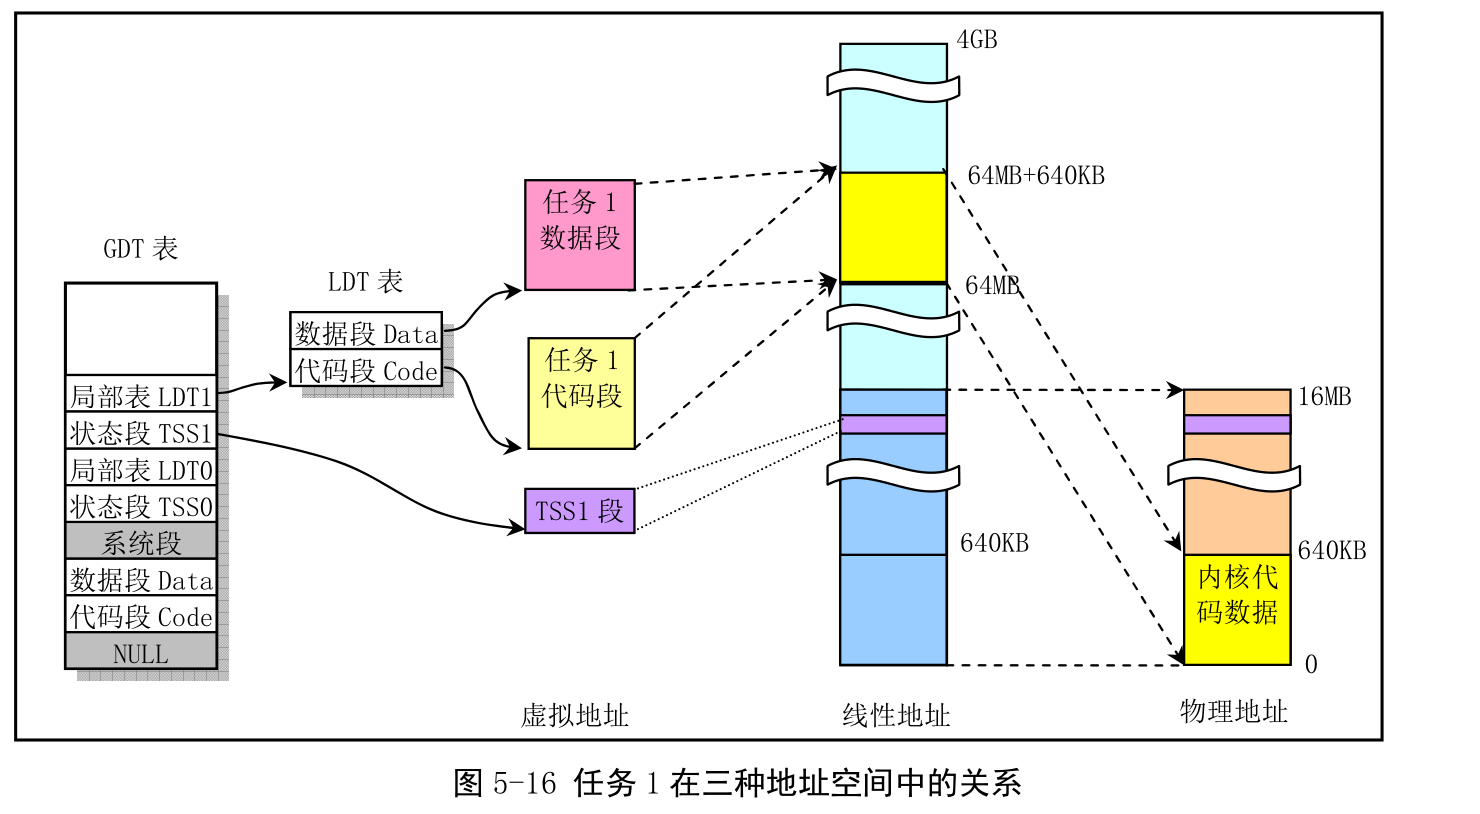 4GB
64MB+640KB
任务 1
数据段
GDT 表
LDT 表
64MB
数据段 Data
代码段 Code
任务 1
代码段
局部表 LDT1
16MB
状态段 TSS1
局部表 LDT0
状态段 TSS0
TSS1 段
系统段
640KB
640KB
数据段 Data
内核代
码数据
代码段 Code
NULL
0
虚拟地址
线性地址
物理地址
图 5-16 任务 1 在三种地址空间中的关系